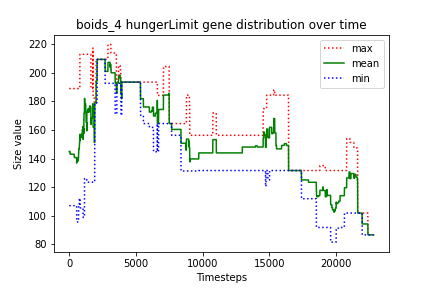 boids_4 hungerLimit gene distribution over time
220
200
180
160
140
120
100
80
Size value
max
mean
min
0
5000
10000
15000
20000
Timesteps